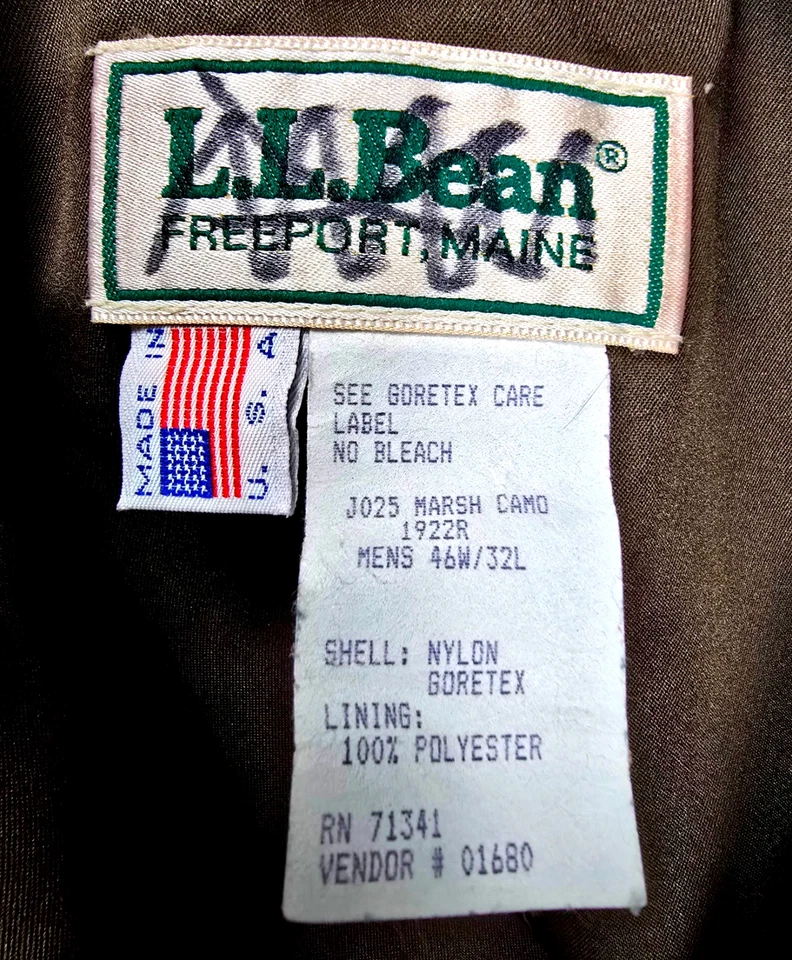 L.L.Bean®
FREEPORT, MAINE
MADE IN
U. S. A.
SEE GORETEX CARE
LABEL
NO BLEACH
J025 MARSH CAMO
1922R
MENS 46W/32L
SHELL: NYLON
GORETEX
LINING:
100% POLYESTER
RN 71341
VENDOR # 01680